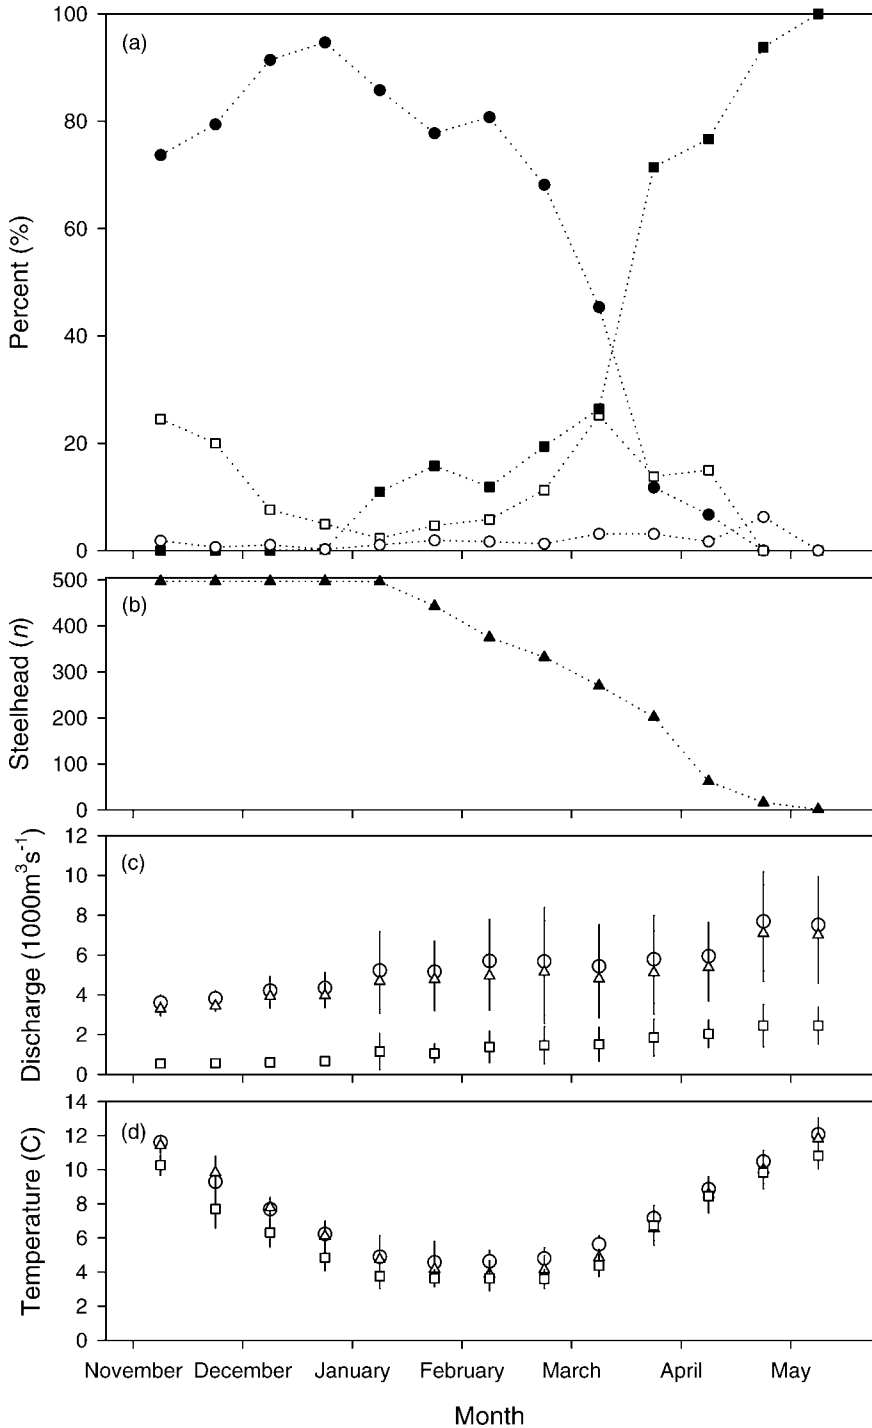 100
(a)
80
60
40
20
0
Percent (%)
500
(b)
400
300
200
100
0
Steelhead (n)
12
(c)
10
8
6
4
2
0
Discharge (1000m³s⁻¹)
14
(d)
12
10
8
6
4
2
0
Temperature (C)
November December January February March April May
Month